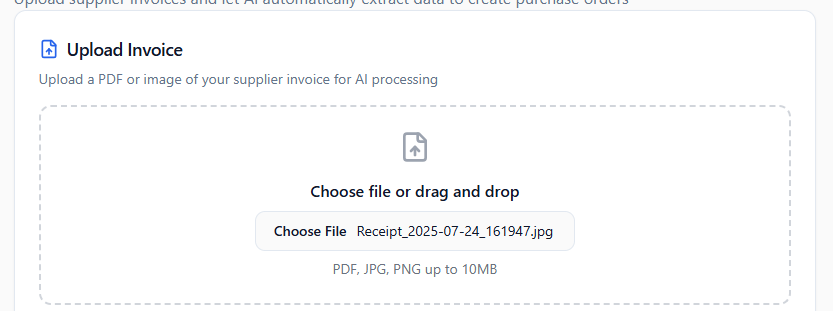 Upload supplier invoices and let AI automatically extract data to create purchase orders
Upload Invoice
Upload a PDF or image of your supplier invoice for AI processing
Choose file or drag and drop
Choose File Receipt_2025-07-24_161947.jpg
PDF, JPG, PNG up to 10MB